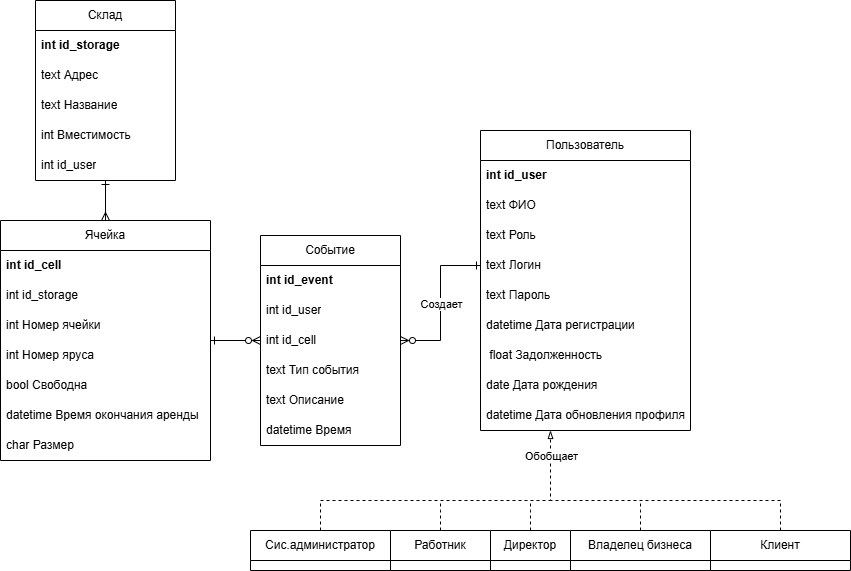 Склад
int id_storage
text Адрес
text Название
int Вместимость
int id_user
Ячейка
int id_cell
int id_storage
int Номер ячейки
int Номер яруса
bool Свободна
datetime Время окончания аренды
char Размер
Событие
int id_event
int id_user
int id_cell
text Тип события
text Описание
datetime Время
Создает
Пользователь
int id_user
text ФИО
text Роль
text Логин
text Пароль
datetime Дата регистрации
float Задолженность
date Дата рождения
datetime Дата обновления профиля
Обобщает
Сис.администратор
Работник
Директор
Владелец бизнеса
Клиент